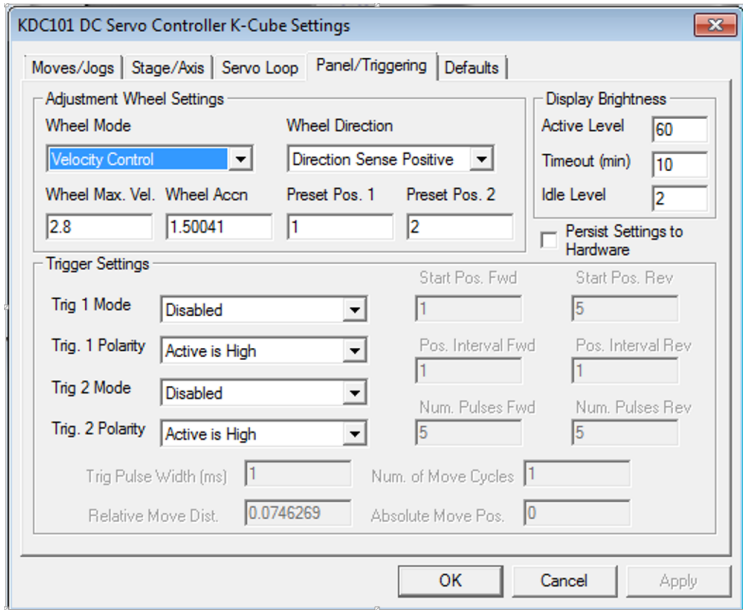 KDC101 DC Servo Controller K-Cube Settings
Moves/Jogs Stage/Axis Servo Loop Panel/Triggering Defaults
Adjustment Wheel Settings
Wheel Mode Wheel Direction
Velocity Control Direction Sense Positive
Wheel Max. Vel. Wheel Accn Preset Pos. 1 Preset Pos. 2
2.8 1.50041 1 2
Display Brightness
Active Level 60
Timeout (min) 10
Idle Level 2
Persist Settings to
Hardware
Trigger Settings
Start Pos. Fwd Start Pos. Rev
Trig 1 Mode Disabled 1 5
Trig. 1 Polarity Active is High Pos. Interval Fwd Pos. Interval Rev
1 1
Trig 2 Mode Disabled
Num. Pulses Fwd Num. Pulses Rev
Trig. 2 Polarity Active is High 5 5
Trig Pulse Width (ms) 1 Num. of Move Cycles 1
Relative Move Dist. 0.0746269 Absolute Move Pos. 0
OK Cancel Apply